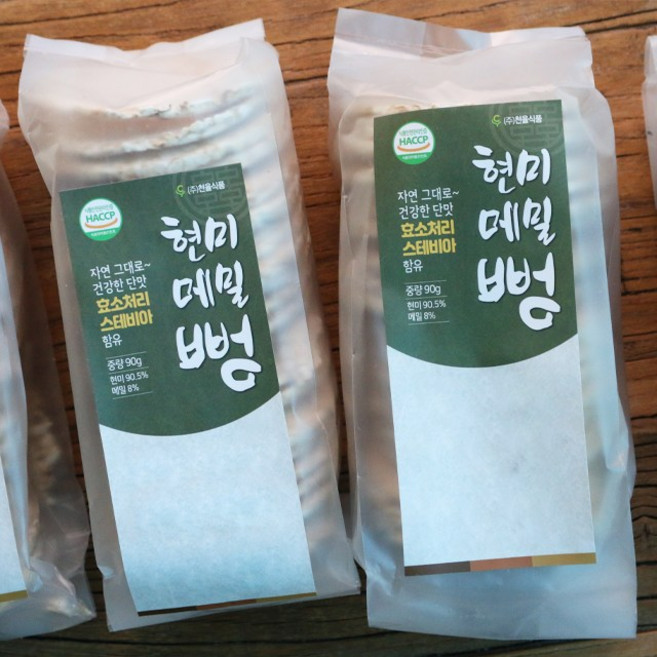 (주)천율식품
HACCP
현미
메밀
뻥
자연 그대로~
건강한 단맛
효소처리
스테비아
함유
중량 90g
현미 90.5%
메밀 8%
(주)천율식품
HACCP
현미
메밀
뻥
자연 그대로~
건강한 단맛
효소처리
스테비아
함유
중량 90g
현미 90.5%
메밀 8%